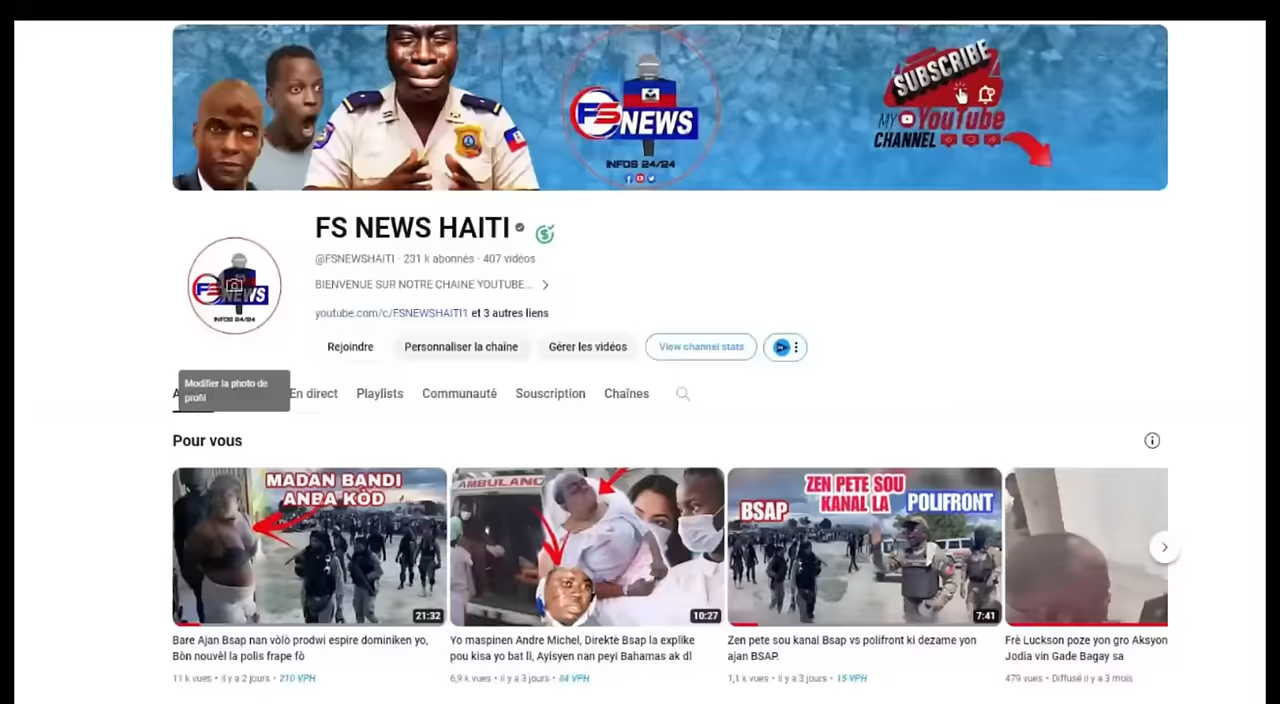 SUBSCRIBE
MY YouTube
CHANNEL
FS NEWS
INFOS 24/24
FS NEWS HAITI
@FSNEWSHAITI · 231 k abonnés · 407 vidéos
BIENVENUE SUR NOTRE CHAINE YOUTUBE...
youtube.com/c/FSNEWSHAITI1 et 3 autres liens
FS NEWS
INFOS 24/24
Rejoindre
Personnaliser la chaîne
Gérer les vidéos
View channel stats
Modifier la photo de
profil
A
En direct
Playlists
Communauté
Souscription
Chaînes
Pour vous
MADAN BANDI
ANBA KÒD
21:32
AMBULANC
10:27
ZEN PETE SOU
KANAL LA
BSAP
POLIFRONT
7:41
Bare Ajan Bsap nan vòlò prodwi espire dominiken yo,
Bòn nouvèl la polis frape fò
11 k vues • il y a 2 jours • 210 VPH
Yo maspinen Andre Michel, Direktè Bsap la explike
pou kisa yo bat li, Ayisyen nan peyi Bahamas ak dl
6,9 k vues • il y a 3 jours • 84 VPH
Zen pete sou kanal Bsap vs polifront ki dezame yon
ajan BSAP.
1,1 k vues • il y a 3 jours • 15 VPH
Frè Luckson poze yon gro Aksyon
Jodia vin Gade Bagay sa
479 vues • Diffusé il y a 3 mois